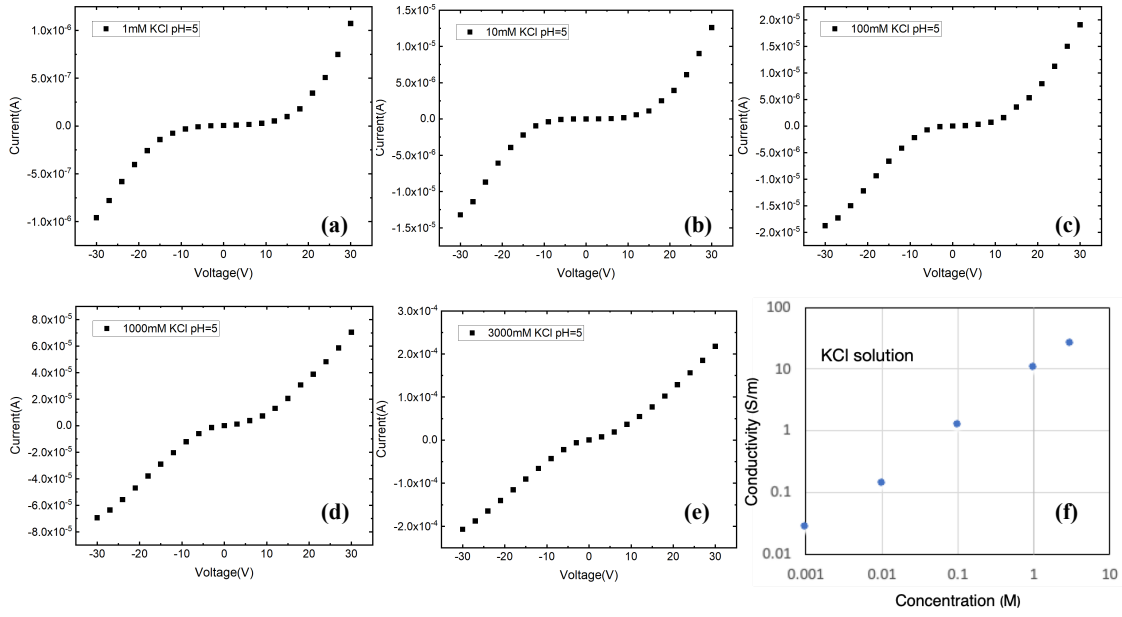 1.0x10⁻⁶
5.0x10⁻⁷
0.0
-5.0x10⁻⁷
-1.0x10⁻⁶
Current(A)
1mM KCl pH=5
(a)
-30 -20 -10 0 10 20 30
Voltage(V)
1.5x10⁻⁵
1.0x10⁻⁵
5.0x10⁻⁶
0.0
-5.0x10⁻⁶
-1.0x10⁻⁵
-1.5x10⁻⁵
Current(A)
10mM KCl pH=5
(b)
-30 -20 -10 0 10 20 30
Voltage(V)
2.0x10⁻⁵
1.5x10⁻⁵
1.0x10⁻⁵
5.0x10⁻⁶
0.0
-5.0x10⁻⁶
-1.0x10⁻⁵
-1.5x10⁻⁵
-2.0x10⁻⁵
Current(A)
100mM KCl pH=5
(c)
-30 -20 -10 0 10 20 30
Voltage(V)
8.0x10⁻⁵
6.0x10⁻⁵
4.0x10⁻⁵
2.0x10⁻⁵
0.0
-2.0x10⁻⁵
-4.0x10⁻⁵
-6.0x10⁻⁵
-8.0x10⁻⁵
Current(A)
1000mM KCl pH=5
(d)
-30 -20 -10 0 10 20 30
Voltage(V)
3.0x10⁻⁴
2.0x10⁻⁴
1.0x10⁻⁴
0.0
-1.0x10⁻⁴
-2.0x10⁻⁴
Current(A)
3000mM KCl pH=5
(e)
-30 -20 -10 0 10 20 30
Voltage(V)
100
10
1
0.1
0.01
Conductivity (S/m)
KCl solution
(f)
0.001 0.01 0.1 1 10
Concentration (M)